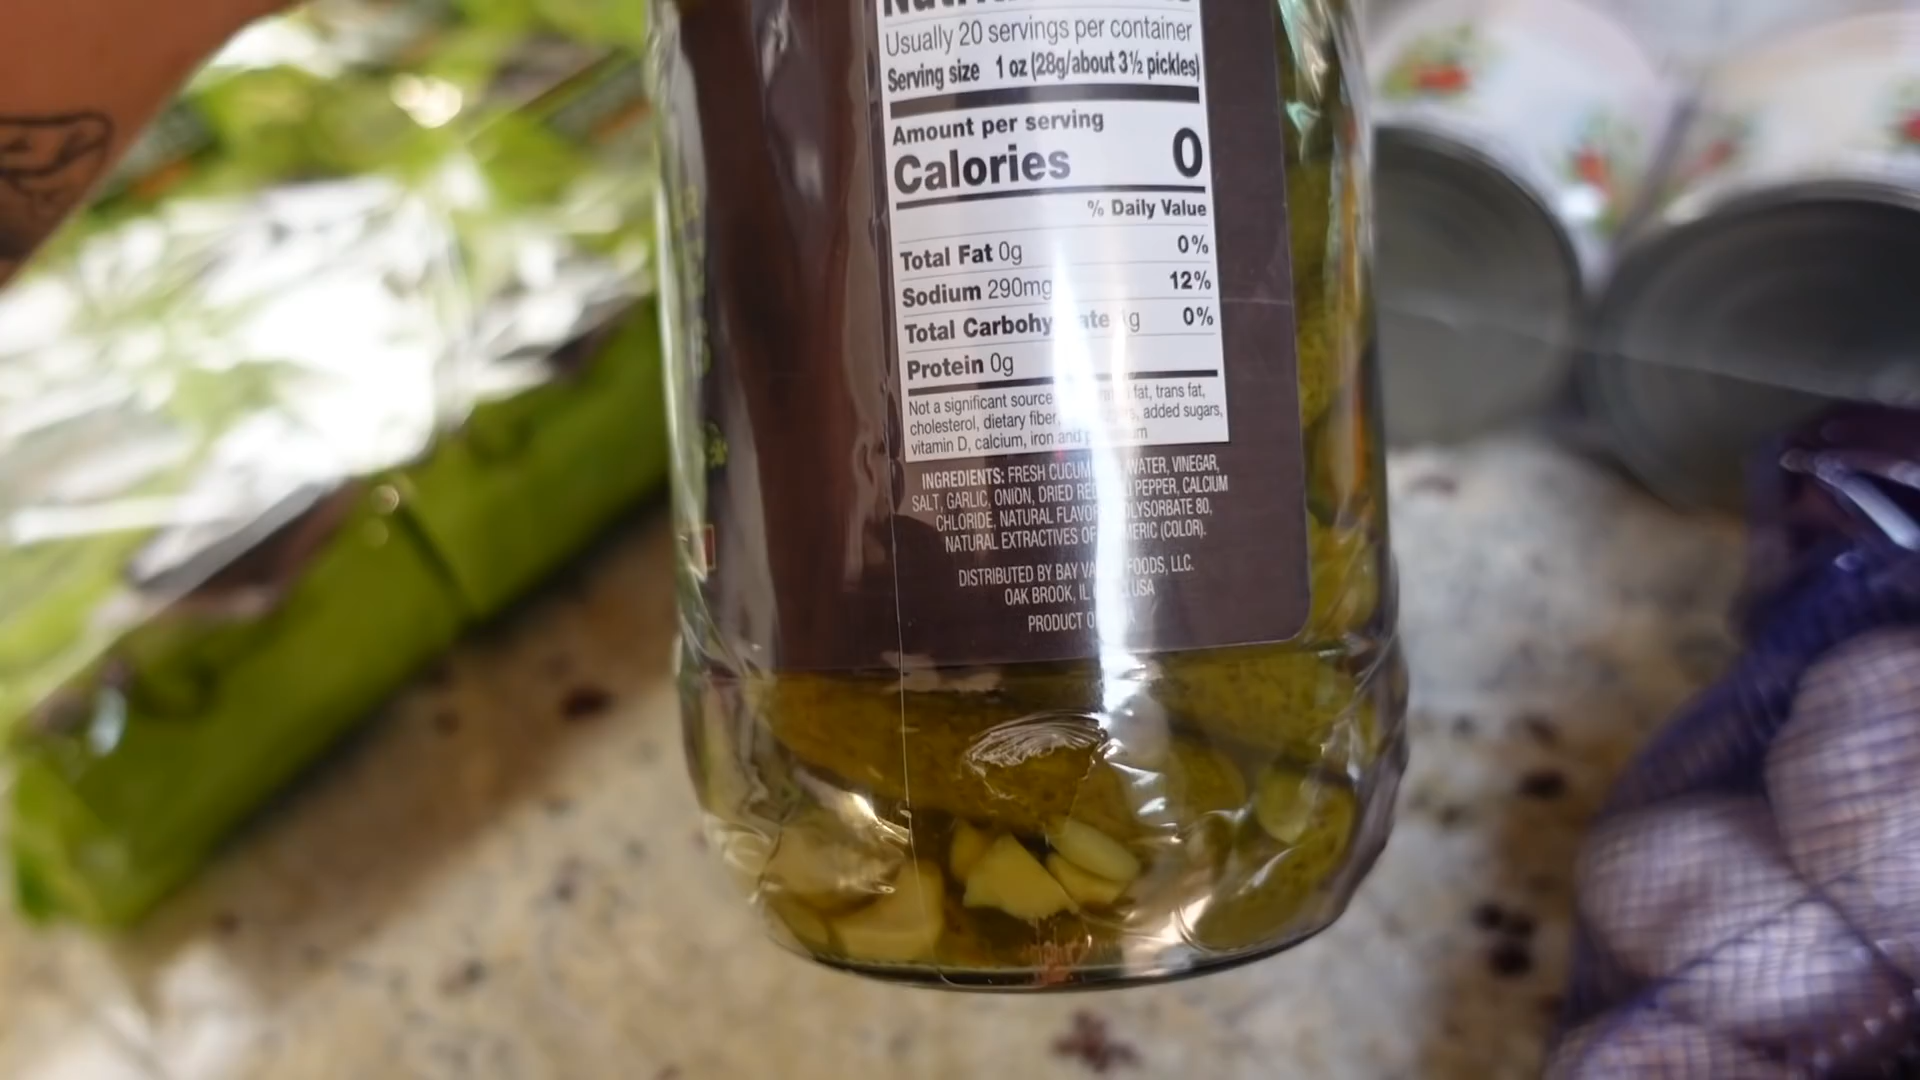 Usually 20 servings per container
Serving size 1 oz (28g/about 3½ pickles)
Amount per serving
Calories 0
% Daily Value
Total Fat 0g 0%
Sodium 290mg 12%
Total Carbohy ate g 0%
Protein 0g
Not a significant source fat, trans fat,
cholesterol, dietary fiber, added sugars,
vitamin D, calcium, iron and
INGREDIENTS: FRESH CUCUM WATER, VINEGAR,
SALT, GARLIC, ONION, DRIED RED PEPPER, CALCIUM
CHLORIDE, NATURAL FLAVOR OLYSORBATE 80,
NATURAL EXTRACTIVES OF MERIC (COLOR).
DISTRIBUTED BY BAY VA FOODS, LLC.
OAK BROOK, IL USA
PRODUCT O